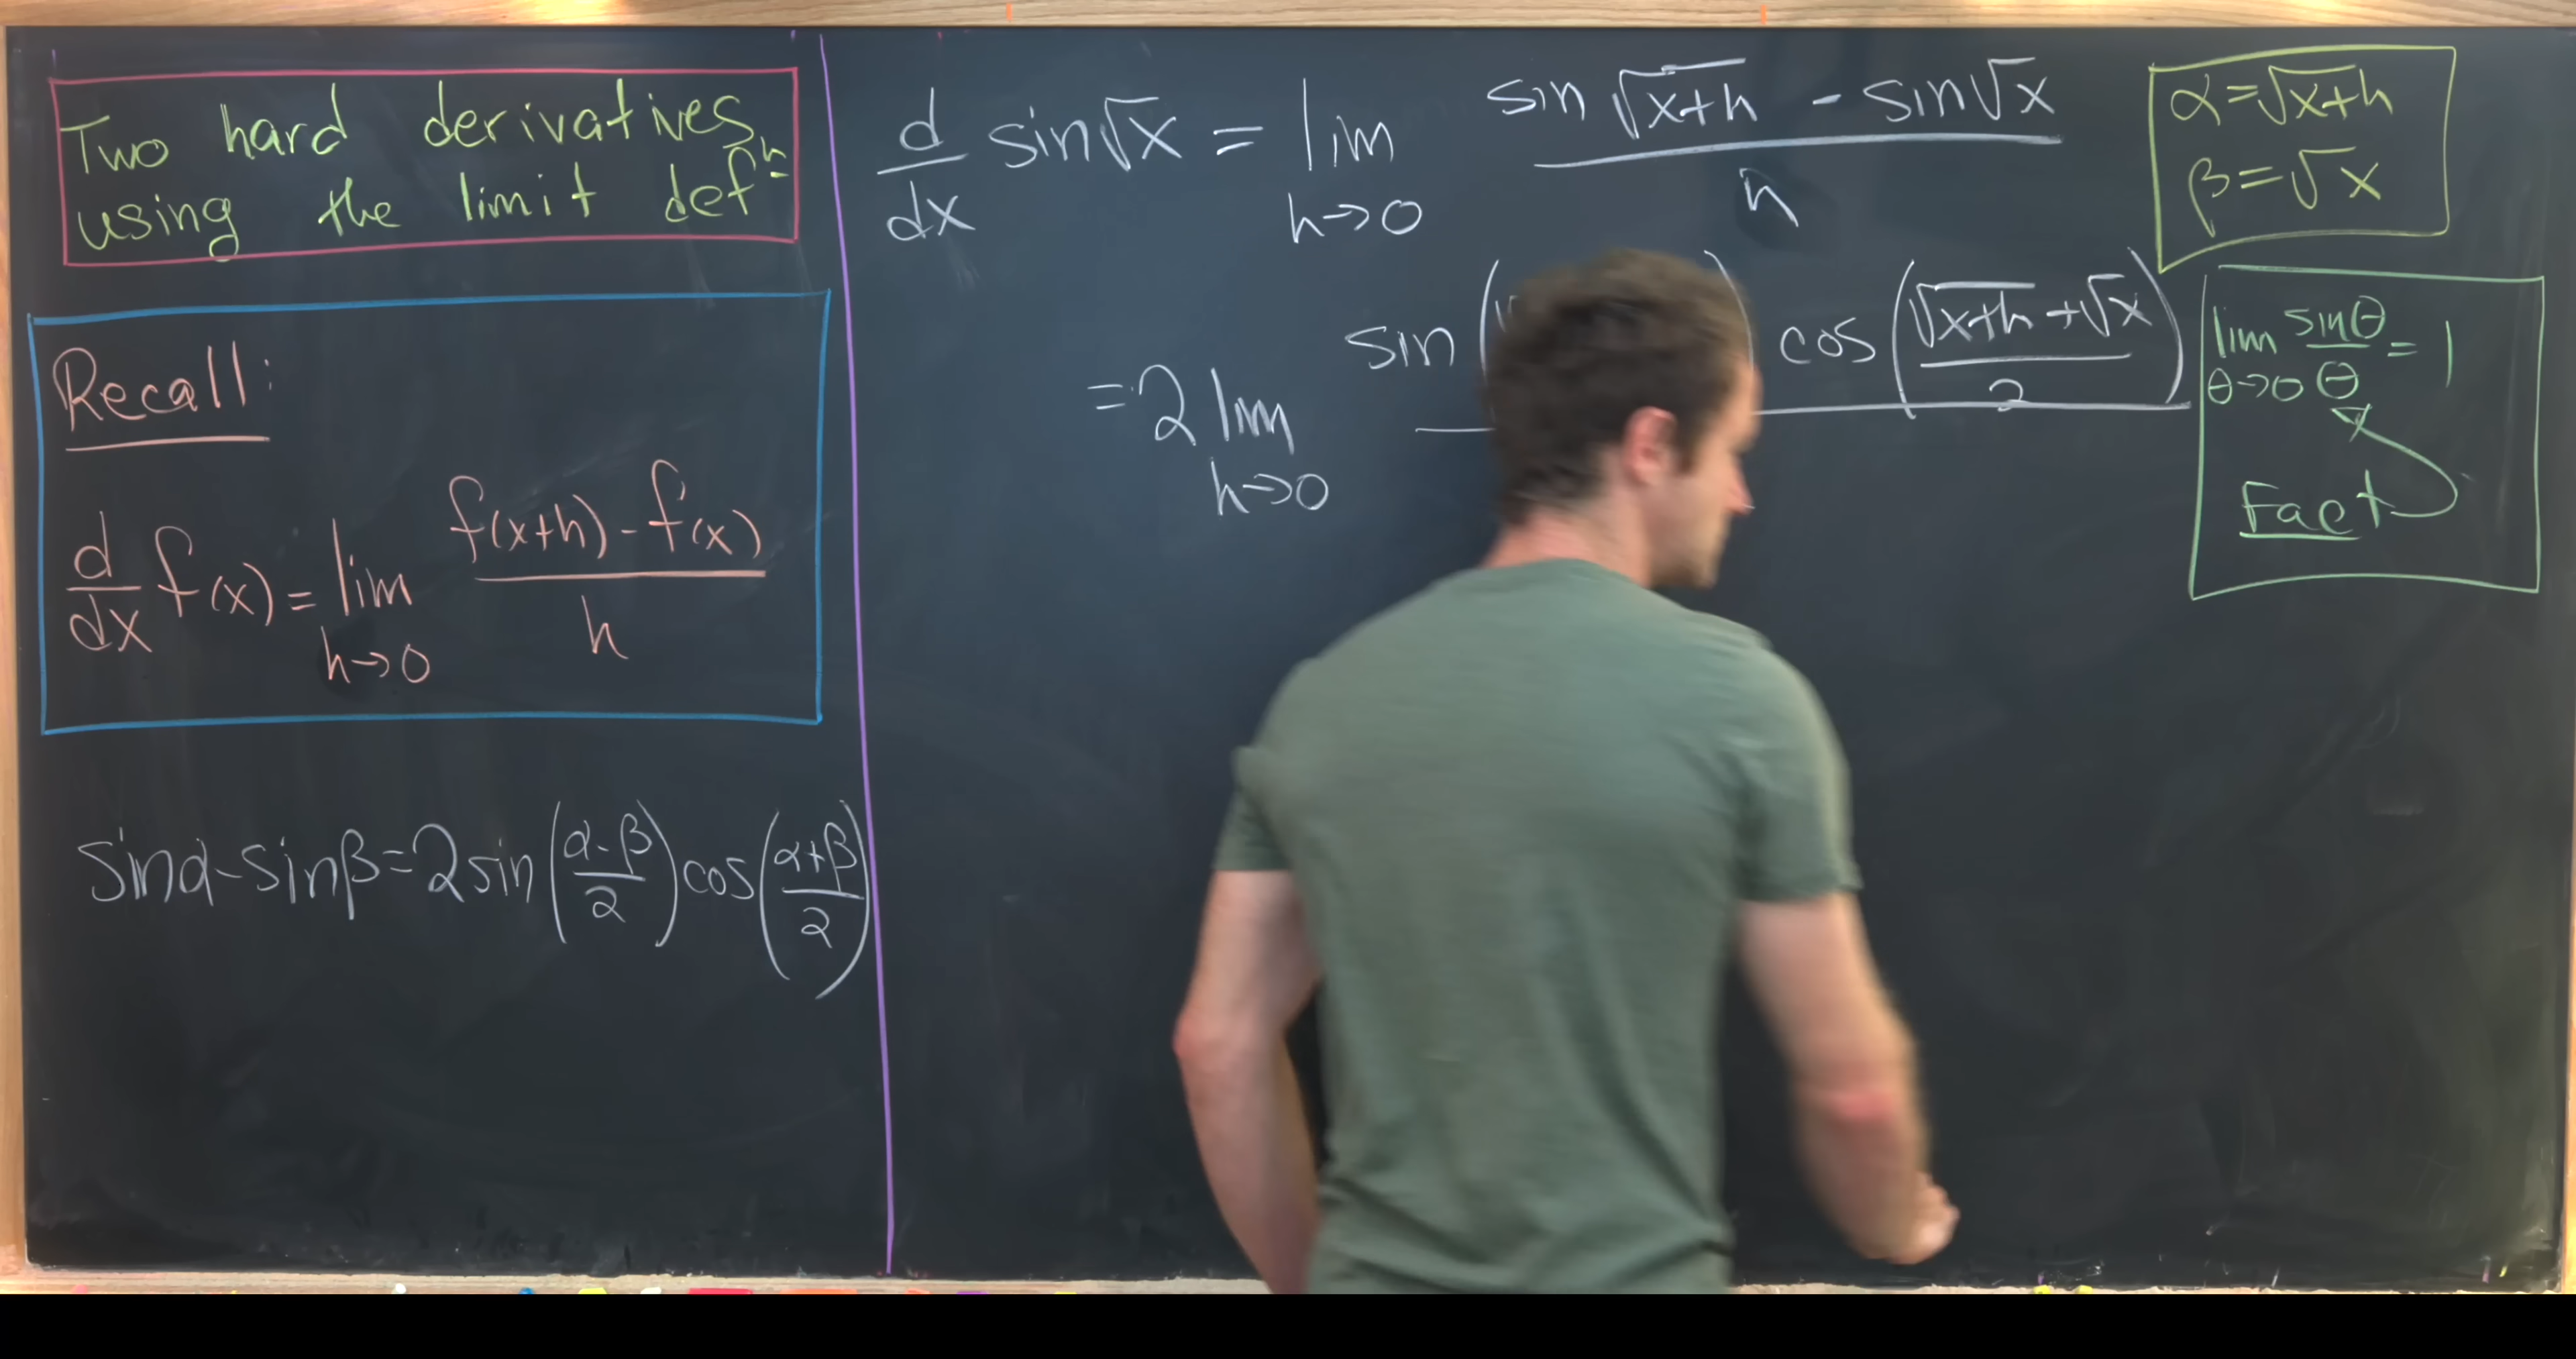 Two hard derivatives
using the limit defⁿ
Recall:
d/dx f(x) = lim h→0 (f(x+h) - f(x))/h
sinα - sinβ = 2 sin((α-β)/2) cos((α+β)/2)
d/dx sin√x = lim h→0 (sin √(x+h) - sin√x)/h
= 2 lim h→0 sin( ) cos((√(x+h) + √x)/2)
α = √(x+h)
β = √x
lim θ→0 sinθ/θ = 1
Fact